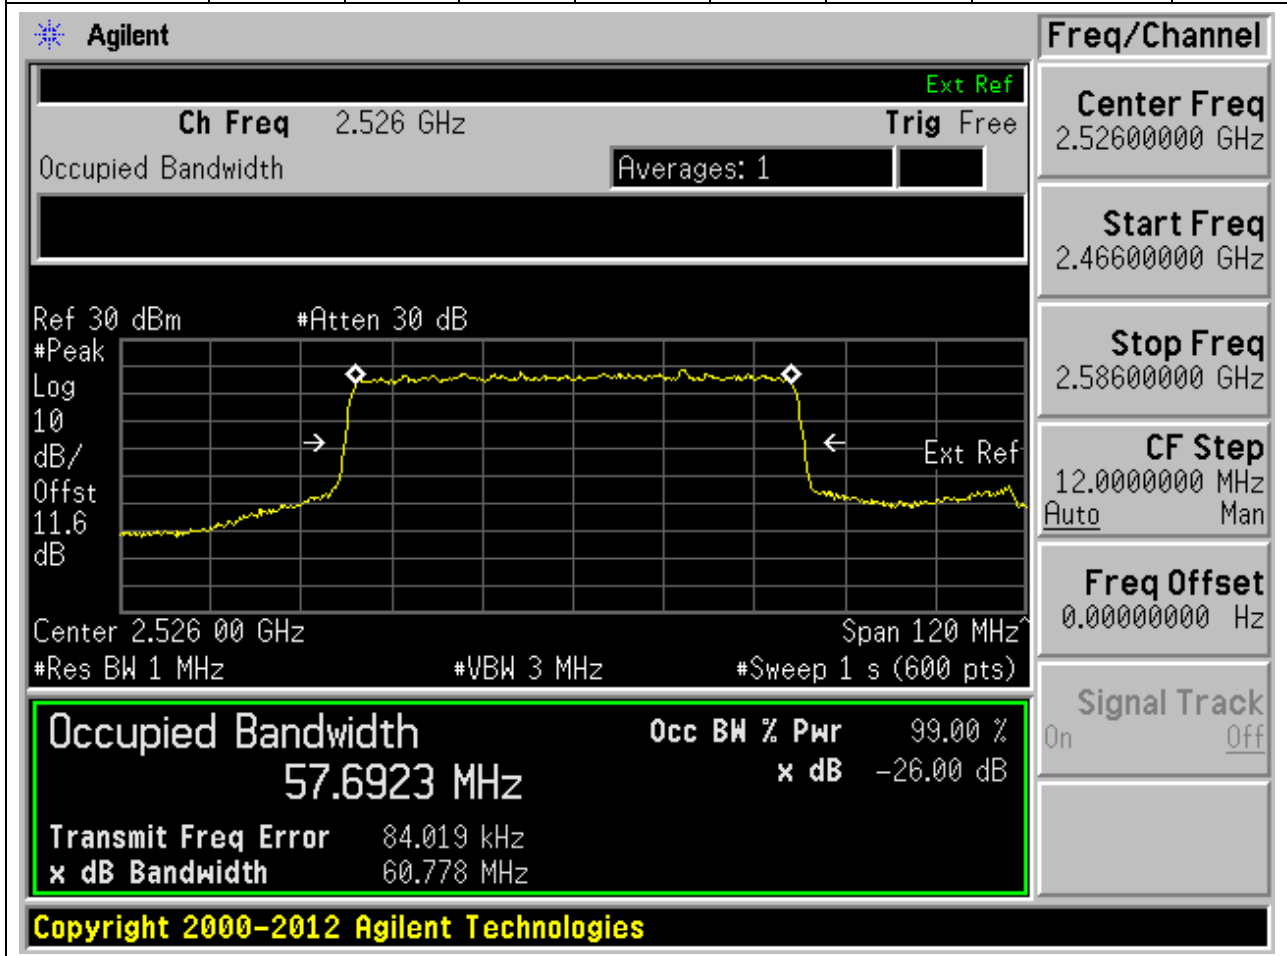 Agilent
Freq/Channel
Ext Ref
Ch Freq 2.526 GHz Trig Free
Occupied Bandwidth Averages: 1
Center Freq
2.52600000 GHz
Start Freq
2.46600000 GHz
Stop Freq
2.58600000 GHz
CF Step
12.0000000 MHz
Auto Man
Freq Offset
0.00000000 Hz
Signal Track
On Off
Ref 30 dBm #Atten 30 dB
#Peak
Log
10
dB/
Offst
11.6
dB
Ext Ref
Center 2.526 00 GHz Span 120 MHz^
#Res BW 1 MHz #VBW 3 MHz #Sweep 1 s (600 pts)
Occupied Bandwidth Occ BW % Pwr 99.00 %
57.6923 MHz x dB -26.00 dB
Transmit Freq Error 84.019 kHz
x dB Bandwidth 60.778 MHz
Copyright 2000-2012 Agilent Technologies